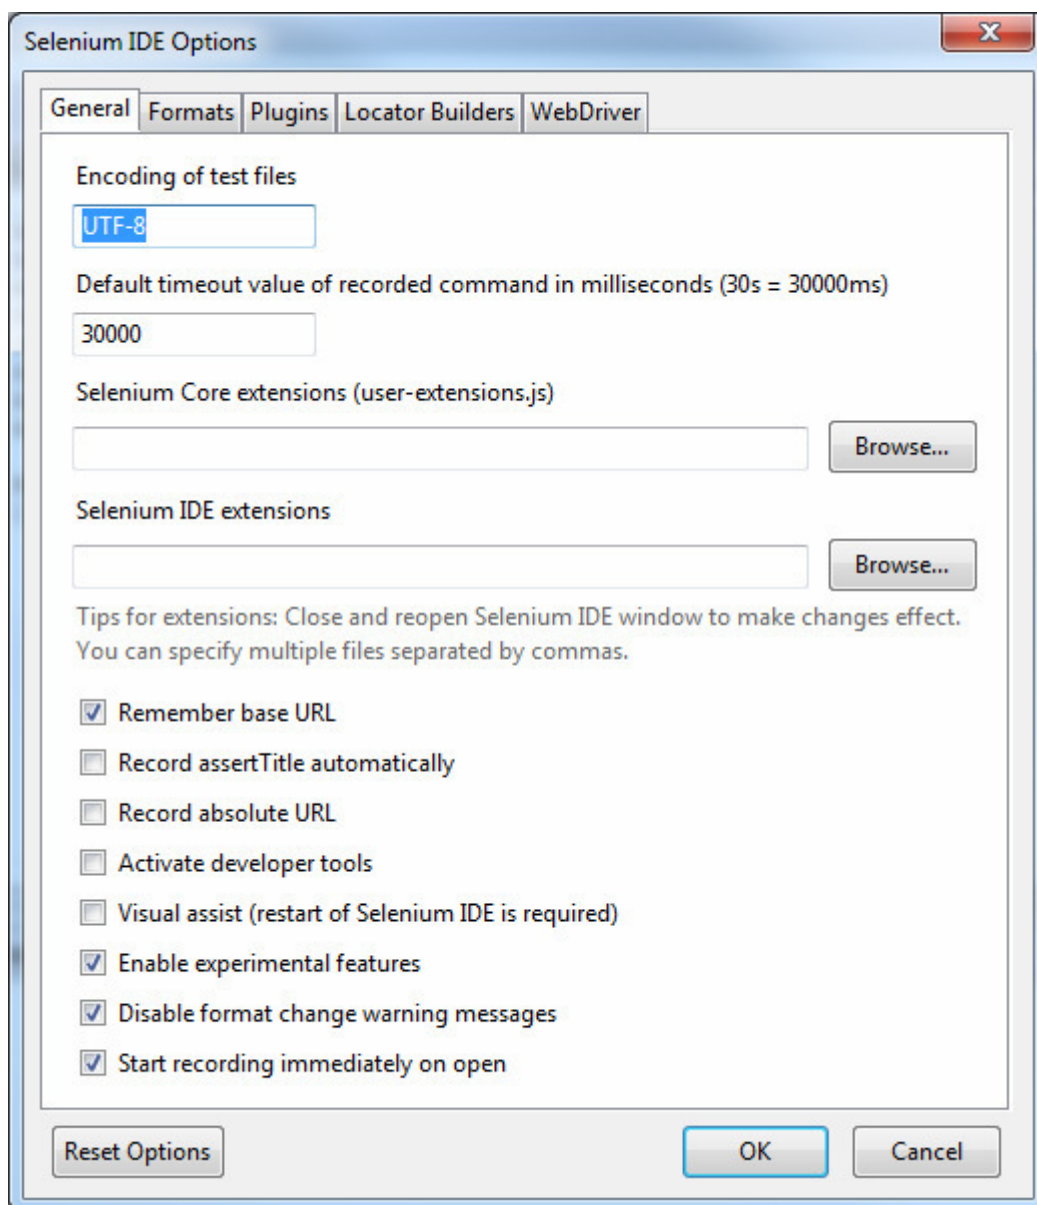 Selenium IDE Options
General Formats Plugins Locator Builders WebDriver
Encoding of test files
UTF-8
Default timeout value of recorded command in milliseconds (30s = 30000ms)
30000
Selenium Core extensions (user-extensions.js)
Browse...
Selenium IDE extensions
Browse...
Tips for extensions: Close and reopen Selenium IDE window to make changes effect.
You can specify multiple files separated by commas.
Remember base URL
Record assertTitle automatically
Record absolute URL
Activate developer tools
Visual assist (restart of Selenium IDE is required)
Enable experimental features
Disable format change warning messages
Start recording immediately on open
Reset Options OK Cancel